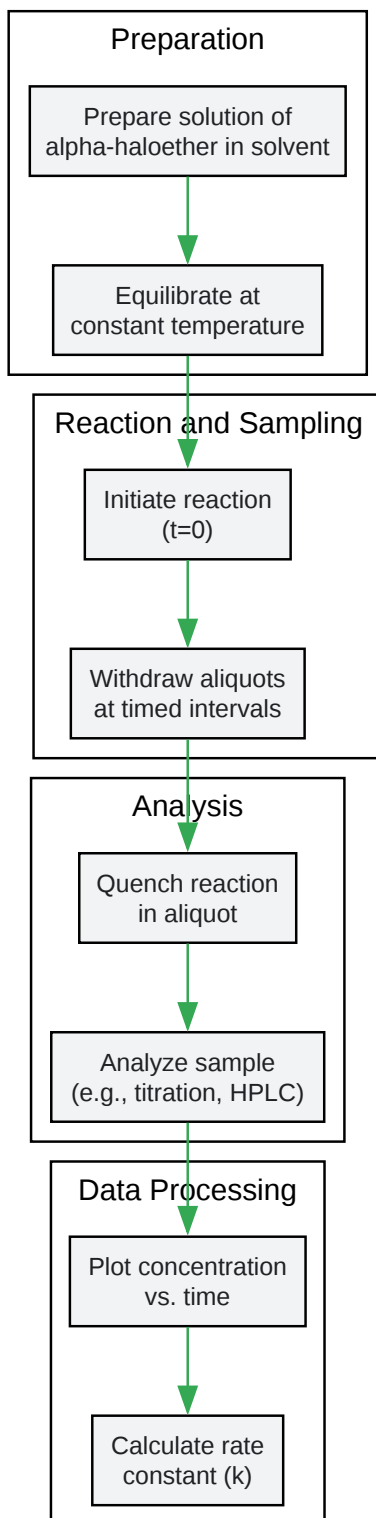 Preparation
Prepare solution of
alpha-haloether in solvent
Equilibrate at
constant temperature
Reaction and Sampling
Initiate reaction
(t=0)
Withdraw aliquots
at timed intervals
Analysis
Quench reaction
in aliquot
Analyze sample
(e.g., titration, HPLC)
Data Processing
Plot concentration
vs. time
Calculate rate
constant (k)